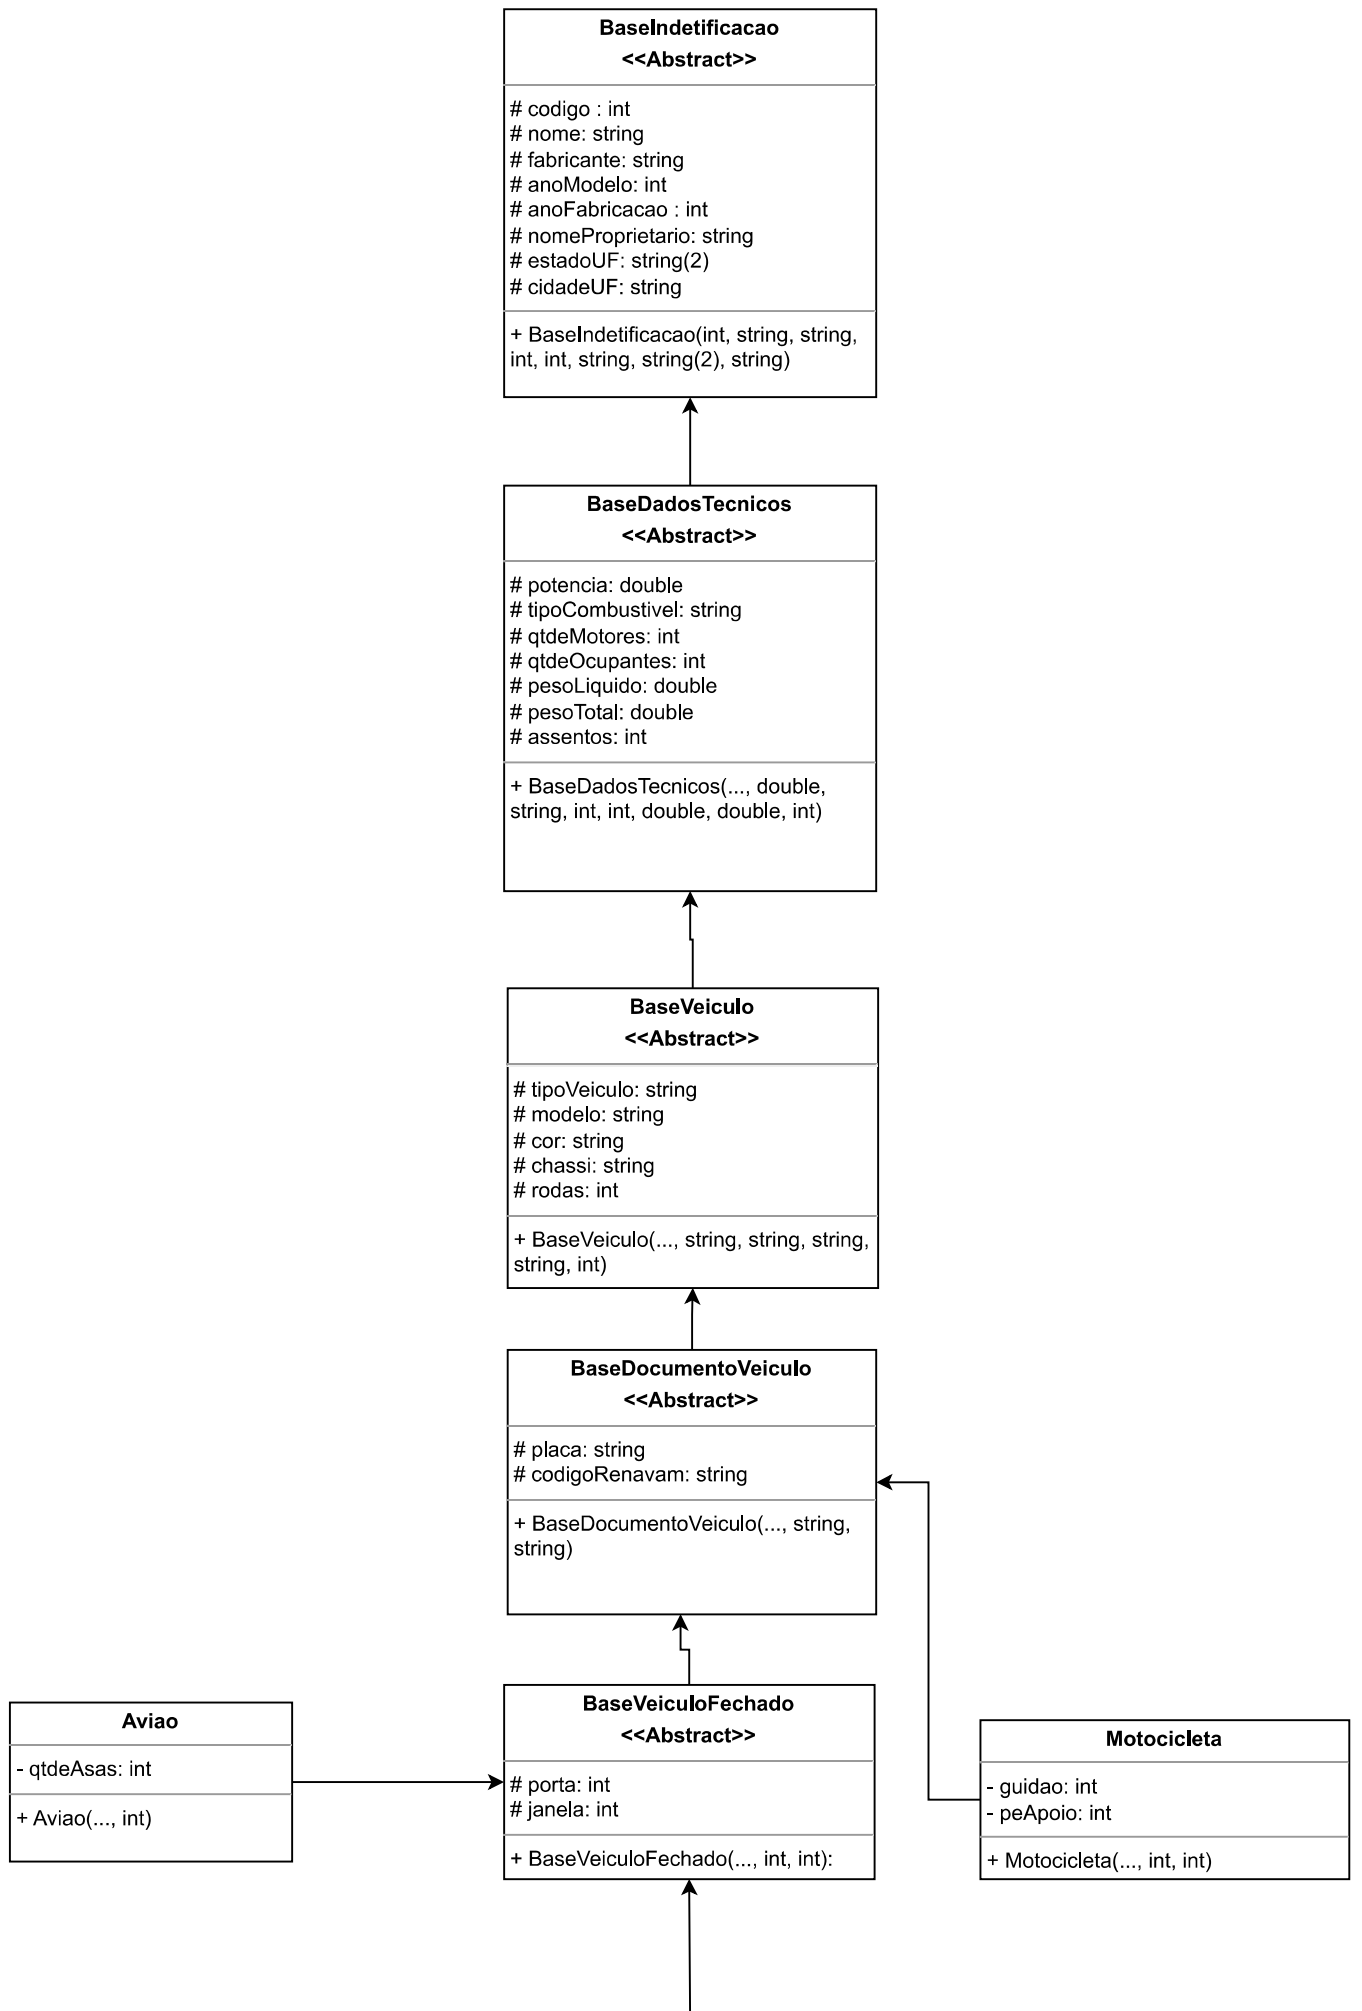 BaseIndetificacao
<<Abstract>>
# codigo : int
# nome: string
# fabricante: string
# anoModelo: int
# anoFabricacao : int
# nomeProprietario: string
# estadoUF: string(2)
# cidadeUF: string
+ BaseIndetificacao(int, string, string,
int, int, string, string(2), string)
BaseDadosTecnicos
<<Abstract>>
# potencia: double
# tipoCombustivel: string
# qtdeMotores: int
# qtdeOcupantes: int
# pesoLiquido: double
# pesoTotal: double
# assentos: int
+ BaseDadosTecnicos(..., double,
string, int, int, double, double, int)
BaseVeiculo
<<Abstract>>
# tipoVeiculo: string
# modelo: string
# cor: string
# chassi: string
# rodas: int
+ BaseVeiculo(..., string, string, string,
string, int)
BaseDocumentoVeiculo
<<Abstract>>
# placa: string
# codigoRenavam: string
+ BaseDocumentoVeiculo(..., string,
string)
Aviao
- qtdeAsas: int
+ Aviao(..., int)
BaseVeiculoFechado
<<Abstract>>
# porta: int
# janela: int
+ BaseVeiculoFechado(..., int, int):
Motocicleta
- guidao: int
- peApoio: int
+ Motocicleta(..., int, int)